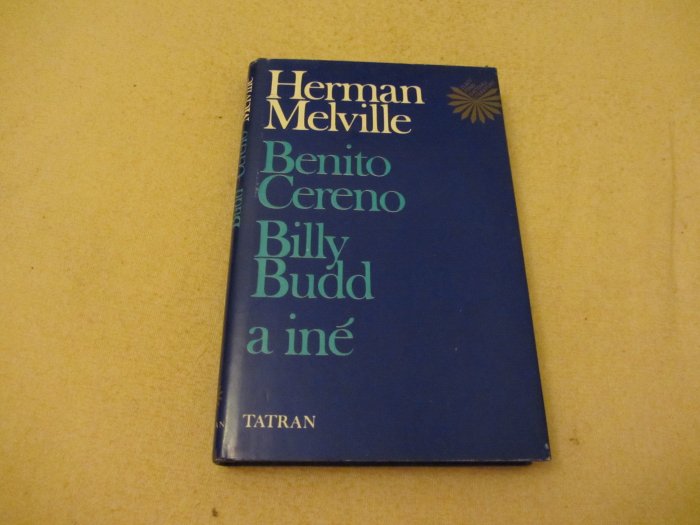 Herman
Melville
Benito
Cereno
Billy
Budd
a iné
TATRAN